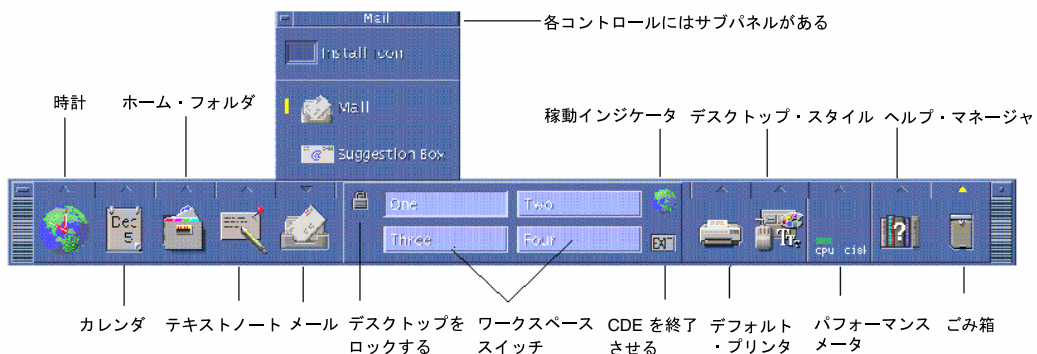 Mail
各コントロールにはサブパネルがある
Install Icon
時計
ホーム・フォルダ
Mail
稼動インジケータ
デスクトップ・スタイル
ヘルプ・マネージャ
Suggestion Box
Dec
5
One
Two
Three
Four
EXIT
Tr
cpu disk
?
カレンダ
テキストノート
メール
デスクトップを
ロックする
ワークスペース
スイッチ
CDE を終了
させる
デフォルト
・プリンタ
パフォーマンス
メータ
ごみ箱